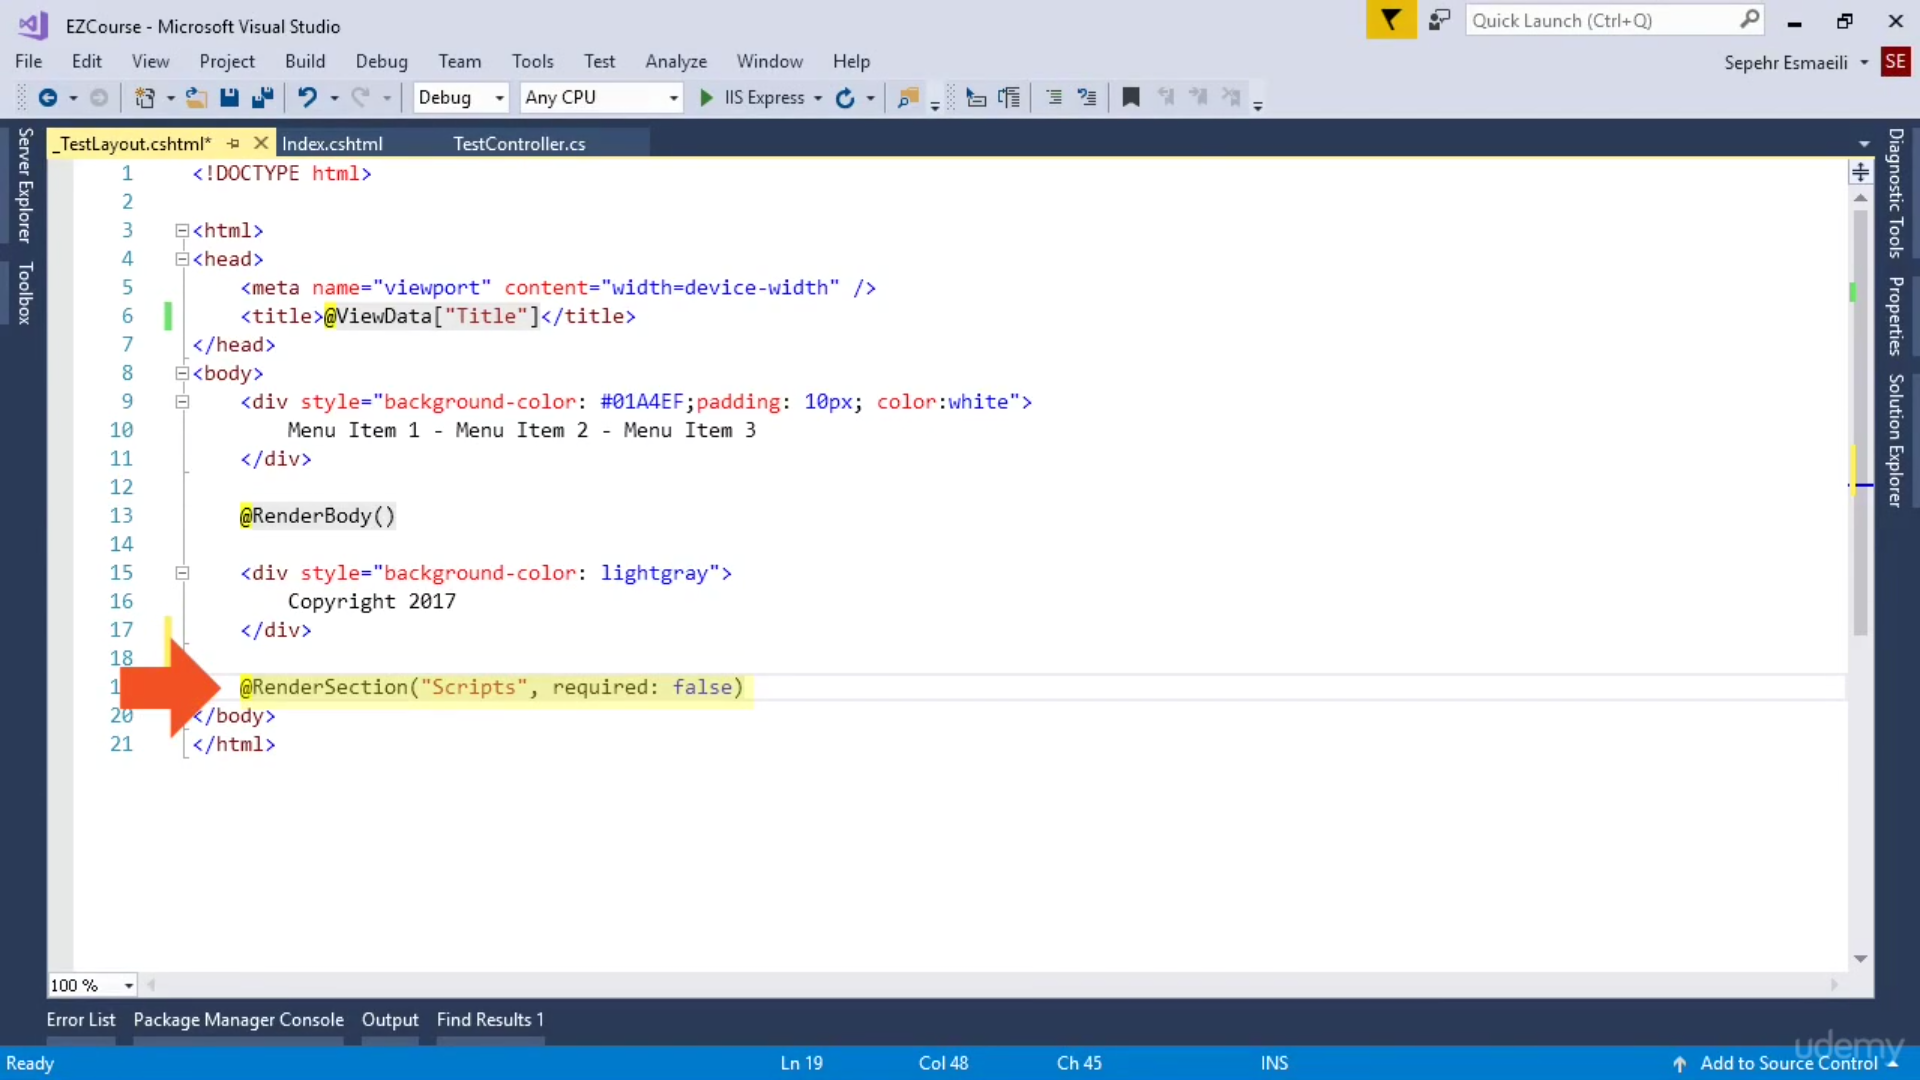 EZCourse - Microsoft Visual Studio
Quick Launch (Ctrl+Q)
File Edit View Project Build Debug Team Tools Test Analyze Window Help
Sepehr Esmaeili SE
Debug Any CPU IIS Express
Server Explorer
Toolbox
_TestLayout.cshtml* Index.cshtml TestController.cs
1 <!DOCTYPE html>
2
3 <html>
4 <head>
5 <meta name="viewport" content="width=device-width" />
6 <title>@ViewData["Title"]</title>
7 </head>
8 <body>
9 <div style="background-color: #01A4EF;padding: 10px; color:white">
10 Menu Item 1 - Menu Item 2 - Menu Item 3
11 </div>
12
13 @RenderBody()
14
15 <div style="background-color: lightgray">
16 Copyright 2017
17 </div>
18
1 @RenderSection("Scripts", required: false)
20 </body>
21 </html>
Diagnostic Tools
Properties
Solution Explorer
100 %
Error List Package Manager Console Output Find Results 1
Ready Ln 19 Col 48 Ch 45 INS Add to Source Control
udemy